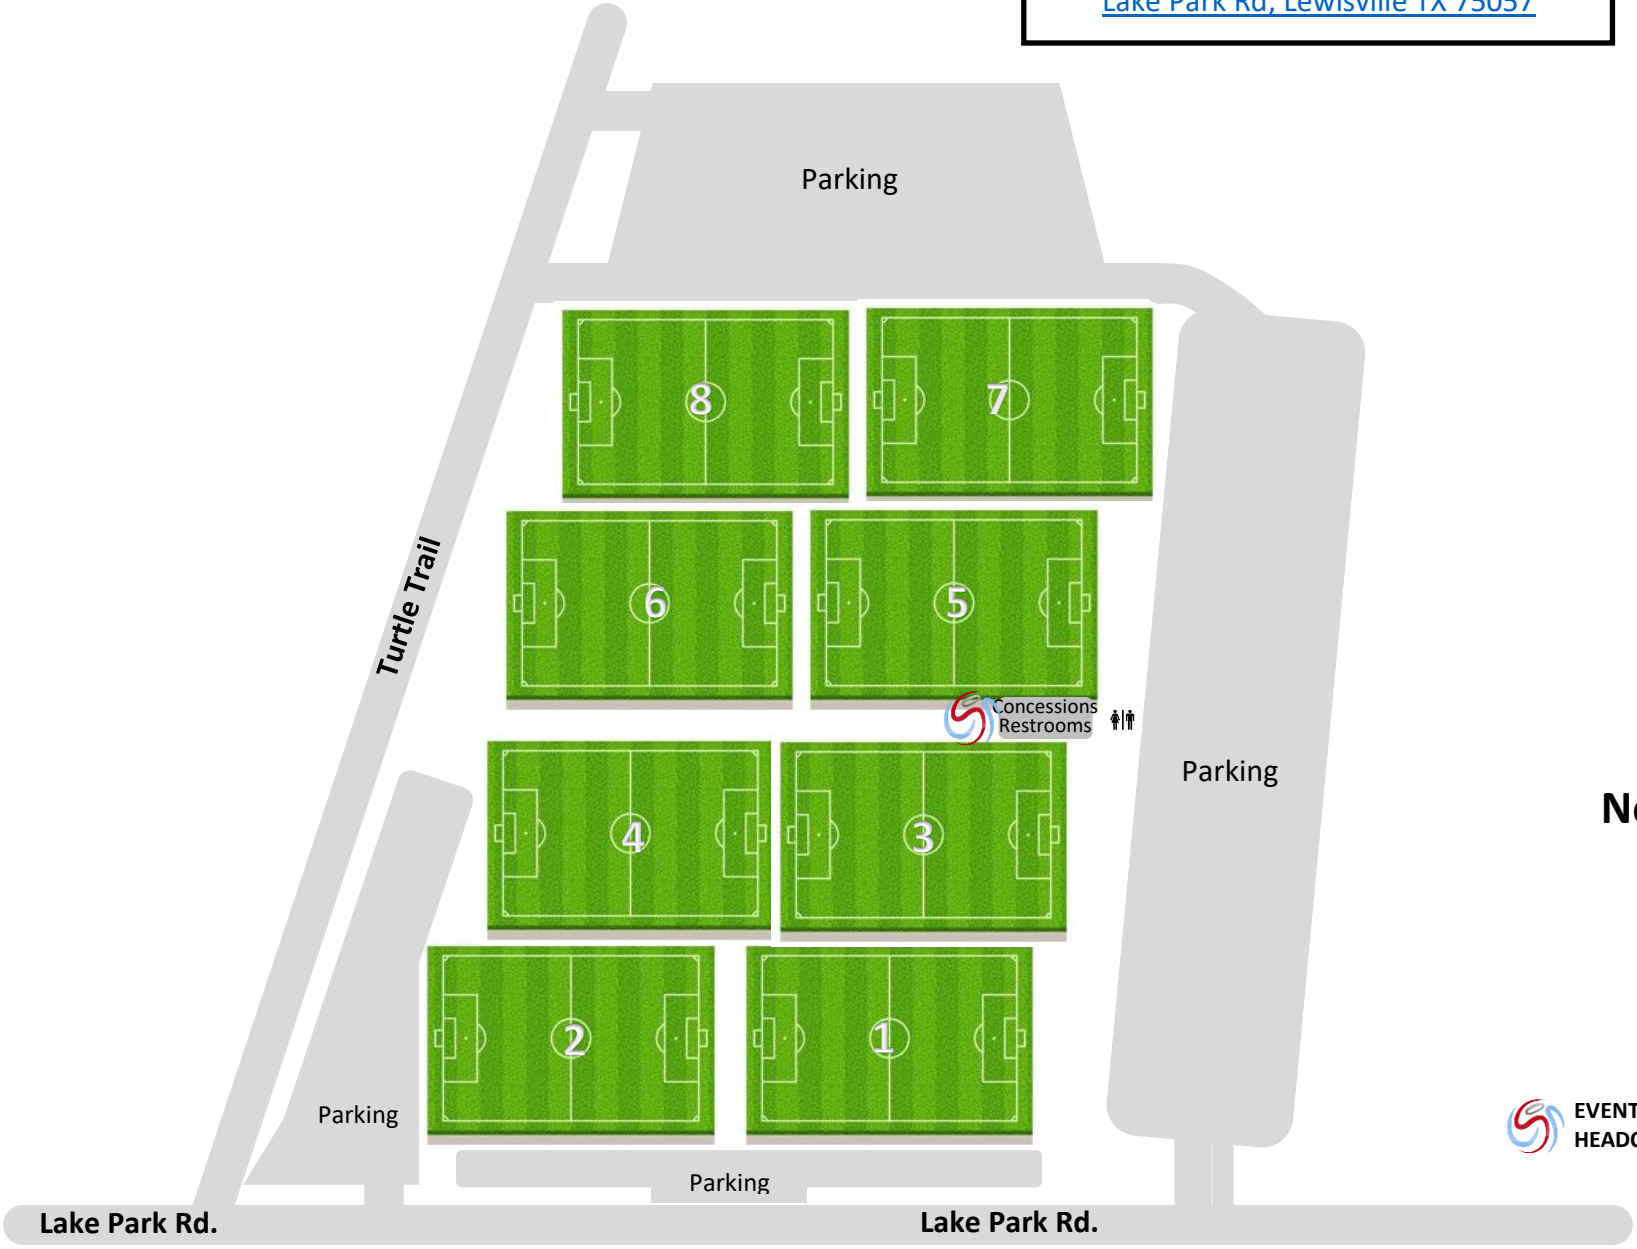 Lake Park Rd, Lewisville TX 75057
Parking
8
7
Turtle Trail
6
5
Concessions
Restrooms
Parking
4
3
2
1
Parking
Parking
EVENT
Lake Park Rd.
Lake Park Rd.